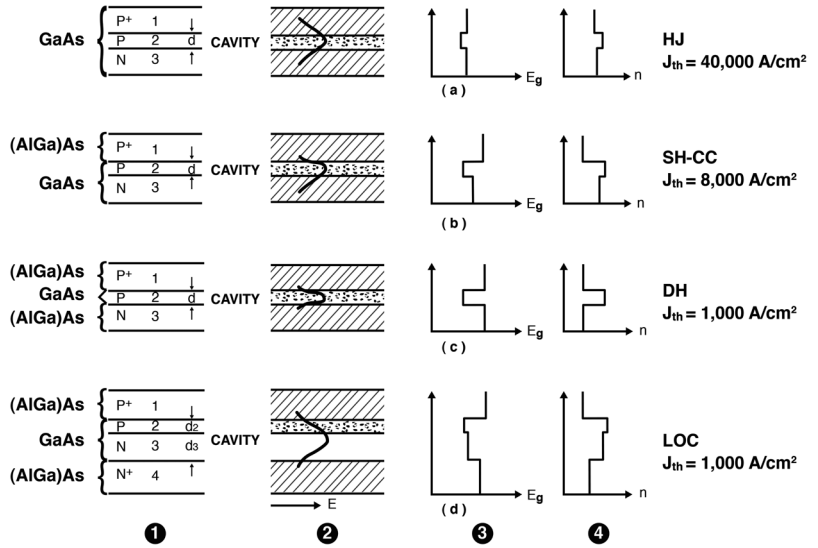 GaAs
P+ 1
P 2 d
N 3
CAVITY
Eg
( a )
n
HJ
Jth = 40,000 A/cm²
(AlGa)As
GaAs
P+ 1
P 2 d
N 3
CAVITY
Eg
( b )
n
SH-CC
Jth = 8,000 A/cm²
(AlGa)As
GaAs
(AlGa)As
P+ 1
P 2 d
N 3
CAVITY
Eg
( c )
n
DH
Jth = 1,000 A/cm²
(AlGa)As
GaAs
(AlGa)As
P+ 1
P 2 d2
N 3 d3
N+ 4
CAVITY
E
Eg
( d )
n
LOC
Jth = 1,000 A/cm²
1 2 3 4